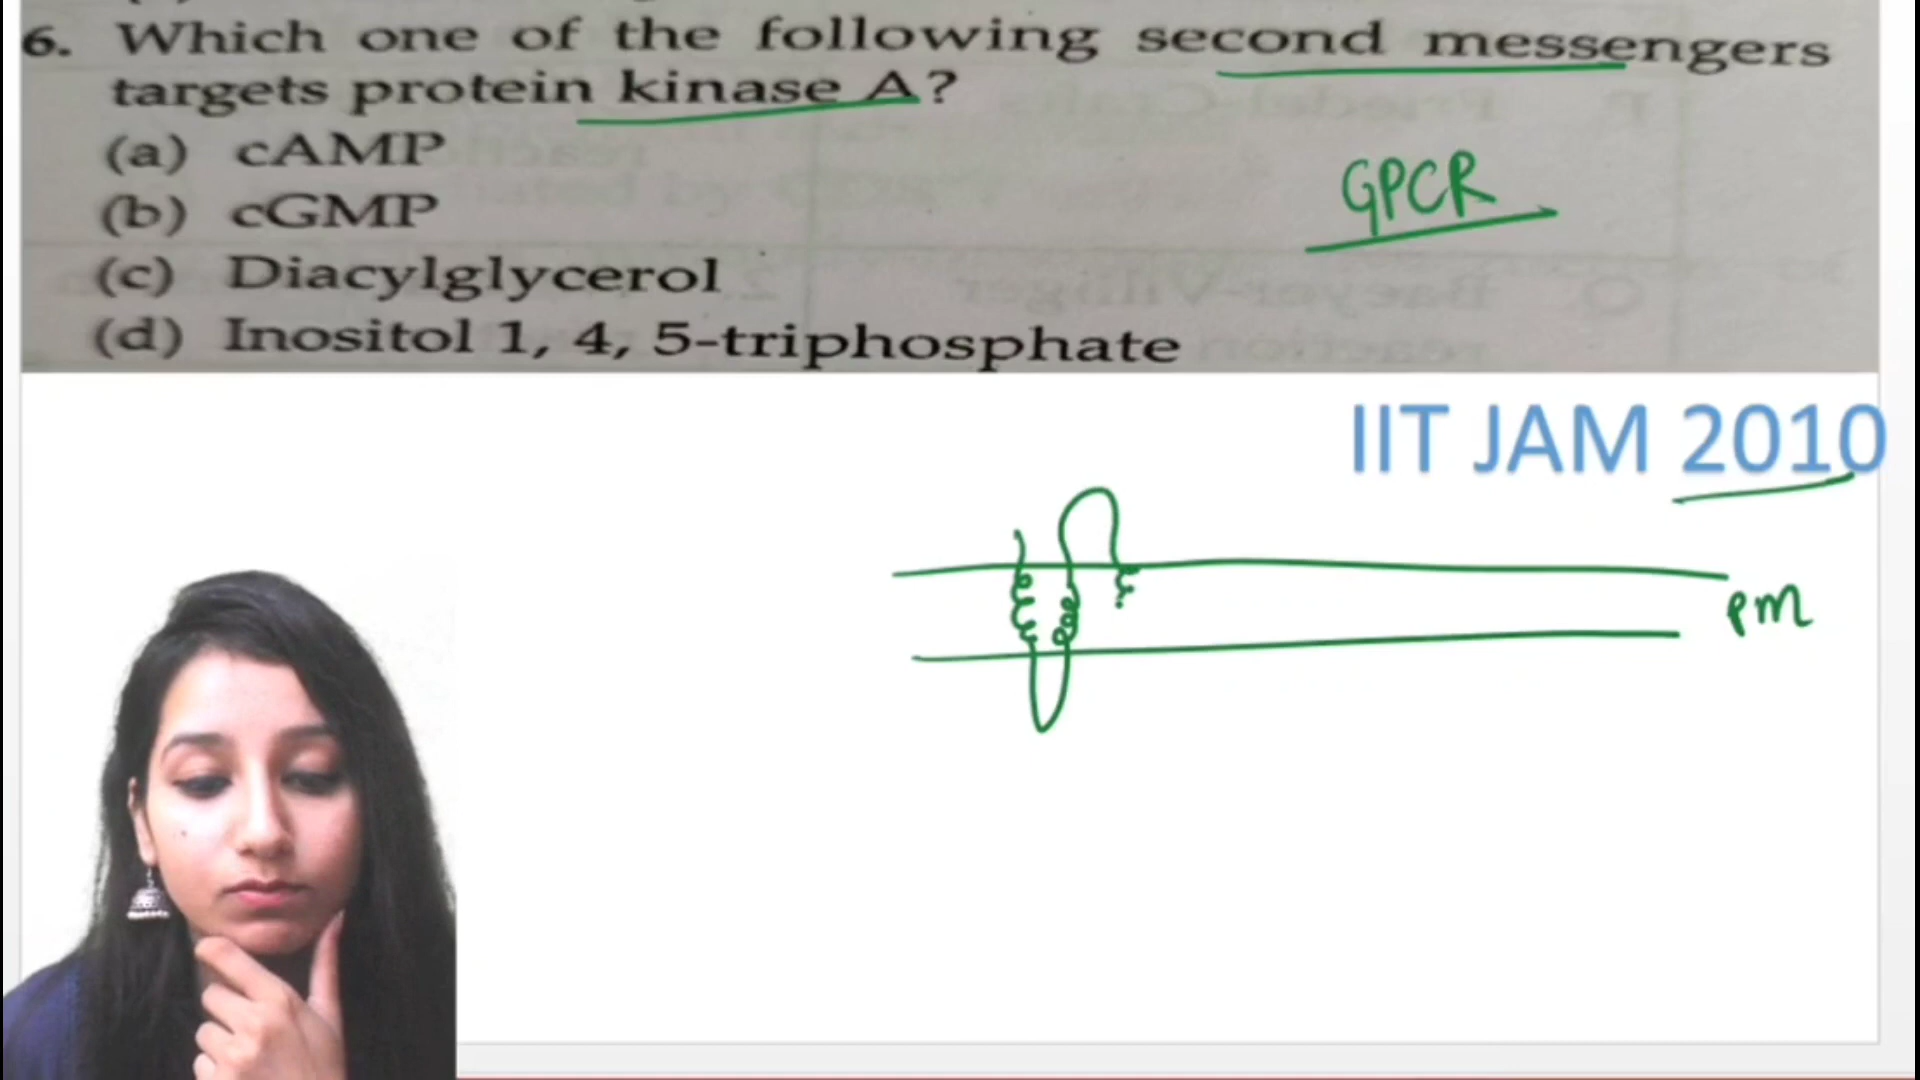 6. Which one of the following second messengers
targets protein kinase A?
(a) cAMP
(b) cGMP
(c) Diacylglycerol
(d) Inositol 1, 4, 5-triphosphate
GPCR
IIT JAM 2010
PM